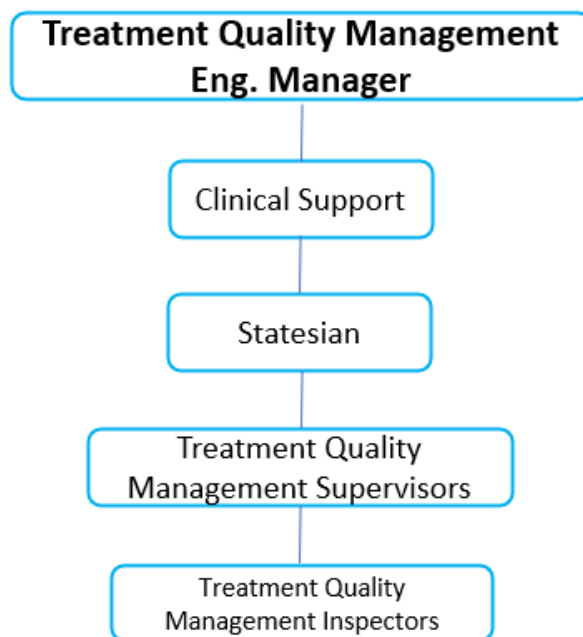 Treatment Quality Management
Eng. Manager
Clinical Support
Statesian
Treatment Quality
Management Supervisors
Treatment Quality
Management Inspectors